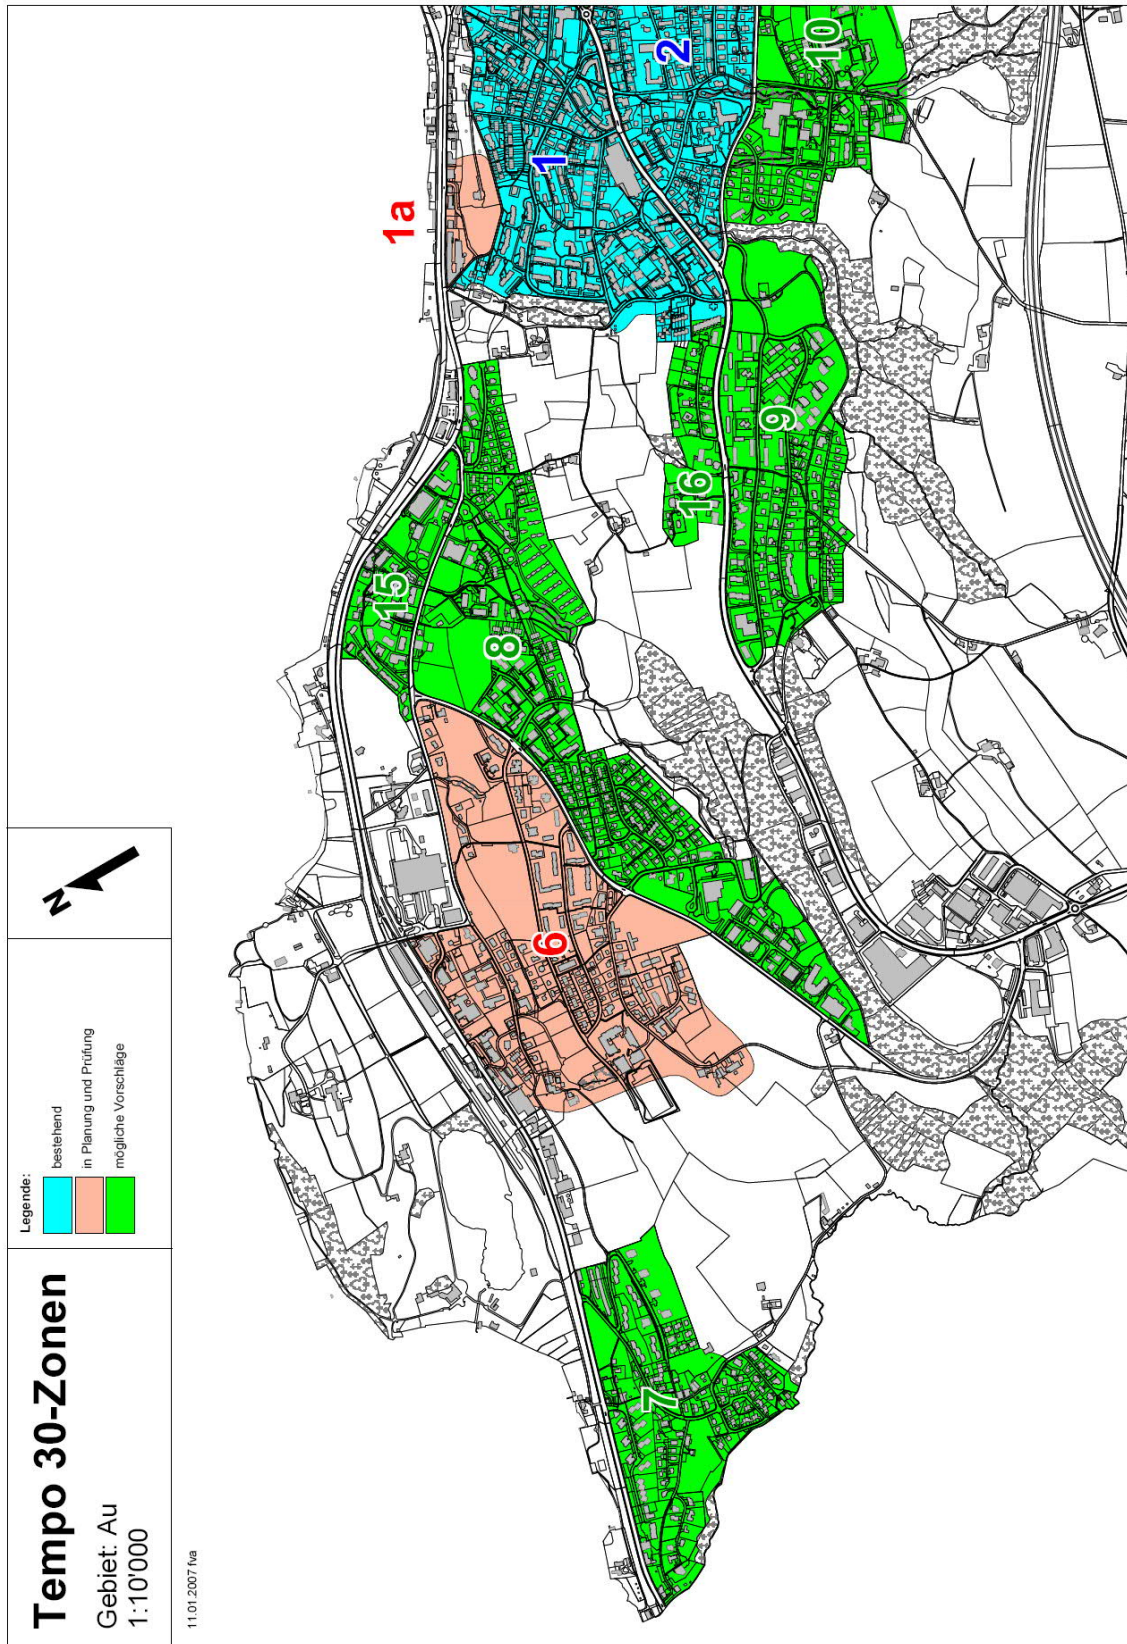 Tempo 30-Zonen
Gebiet: Au
1:10'000
Legende:
bestehend
in Planung und Prüfung
mögliche Vorschläge
N
11.01.2007 fva
1a
1
2
10
15
8
16
9
6
7